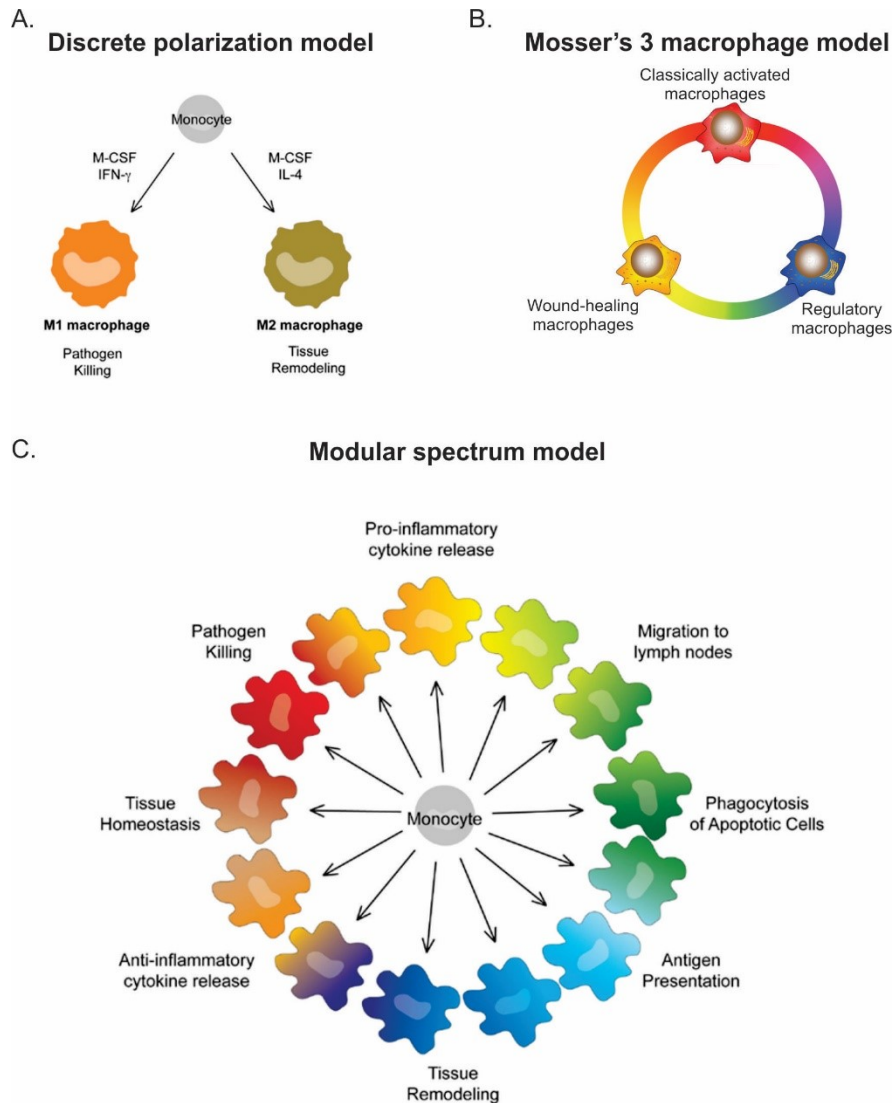 A.
Discrete polarization model
Monocyte
M-CSF
IFN-γ
M-CSF
IL-4
M1 macrophage
Pathogen
Killing
M2 macrophage
Tissue
Remodeling
B.
Mosser's 3 macrophage model
Classically activated
macrophages
Wound-healing
macrophages
Regulatory
macrophages
C.
Modular spectrum model
Pro-inflammatory
cytokine release
Pathogen
Killing
Migration to
lymph nodes
Tissue
Homeostasis
Monocyte
Phagocytosis
of Apoptotic Cells
Anti-inflammatory
cytokine release
Antigen
Presentation
Tissue
Remodeling